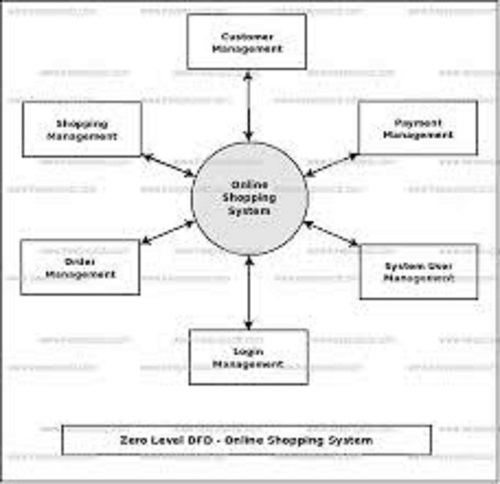 Customer
Management
Shopping
Management
Payment
Management
Online
Shopping
System
Order
Management
System User
Management
Login
Management
Zero Level DFD - Online Shopping System